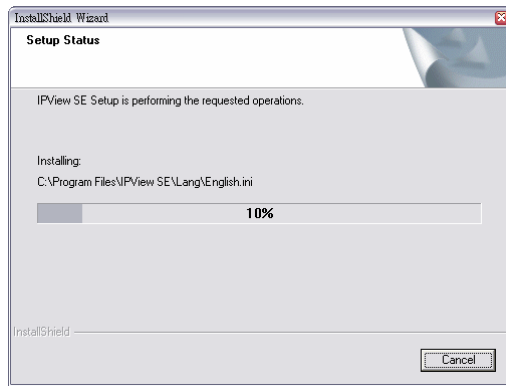 InstallShield Wizard
Setup Status
IPView SE Setup is performing the requested operations.
Installing:
C:\Program Files\IPView SE\Lang\English.ini
10%
InstallShield
Cancel